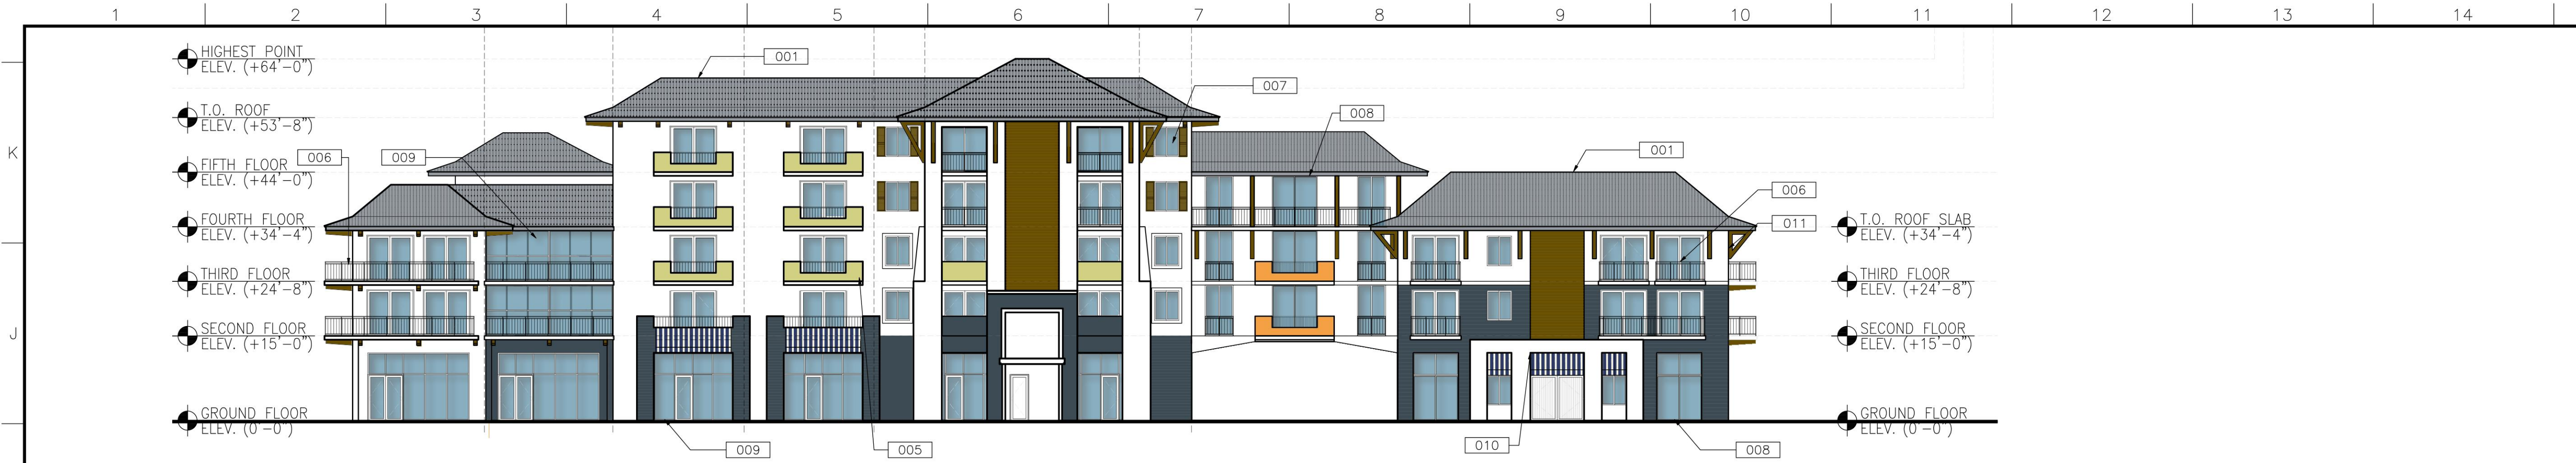 1 2 3 4 5 6 7 8 9 10 11 12 13 14
HIGHEST POINT
ELEV. (+64'-0")
001
007
T.O. ROOF
ELEV. (+53'-8")
008
K
006
009
001
FIFTH FLOOR
ELEV. (+44'-0")
006
FOURTH FLOOR
ELEV. (+34'-4")
011
T.O. ROOF SLAB
ELEV. (+34'-4")
THIRD FLOOR
ELEV. (+24'-8")
THIRD FLOOR
ELEV. (+24'-8")
J
SECOND FLOOR
ELEV. (+15'-0")
SECOND FLOOR
ELEV. (+15'-0")
GROUND FLOOR
ELEV. (0'-0")
GROUND FLOOR
ELEV. (0'-0")
009
005
010
008